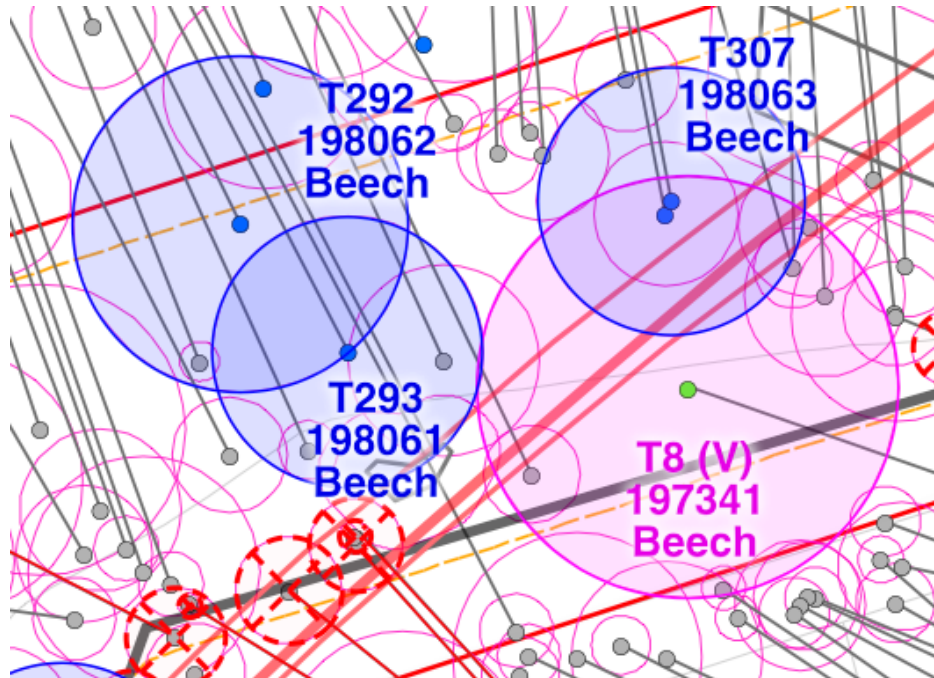 T292
198062
Beech
T307
198063
Beech
T293
198061
Beech
T8 (V)
197341
Beech